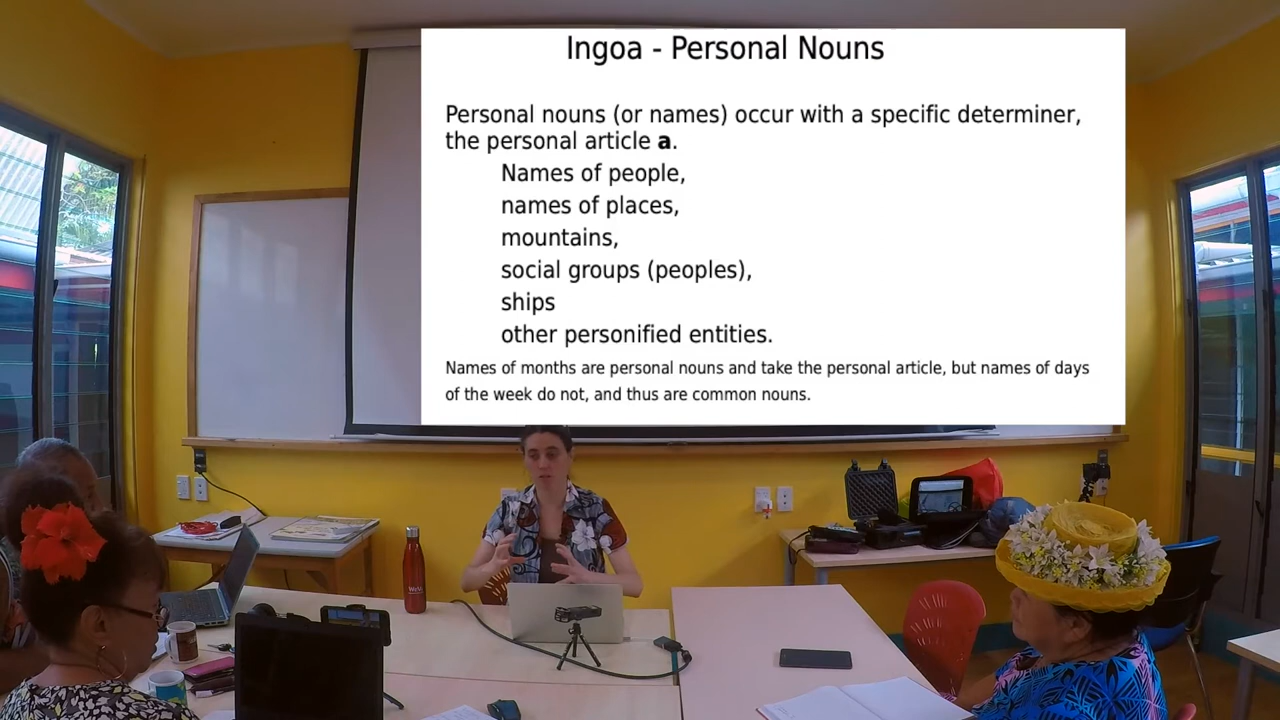 Ingoa - Personal Nouns
Personal nouns (or names) occur with a specific determiner,
the personal article a.
Names of people,
names of places,
mountains,
social groups (peoples),
ships
other personified entities.
Names of months are personal nouns and take the personal article, but names of days
of the week do not, and thus are common nouns.